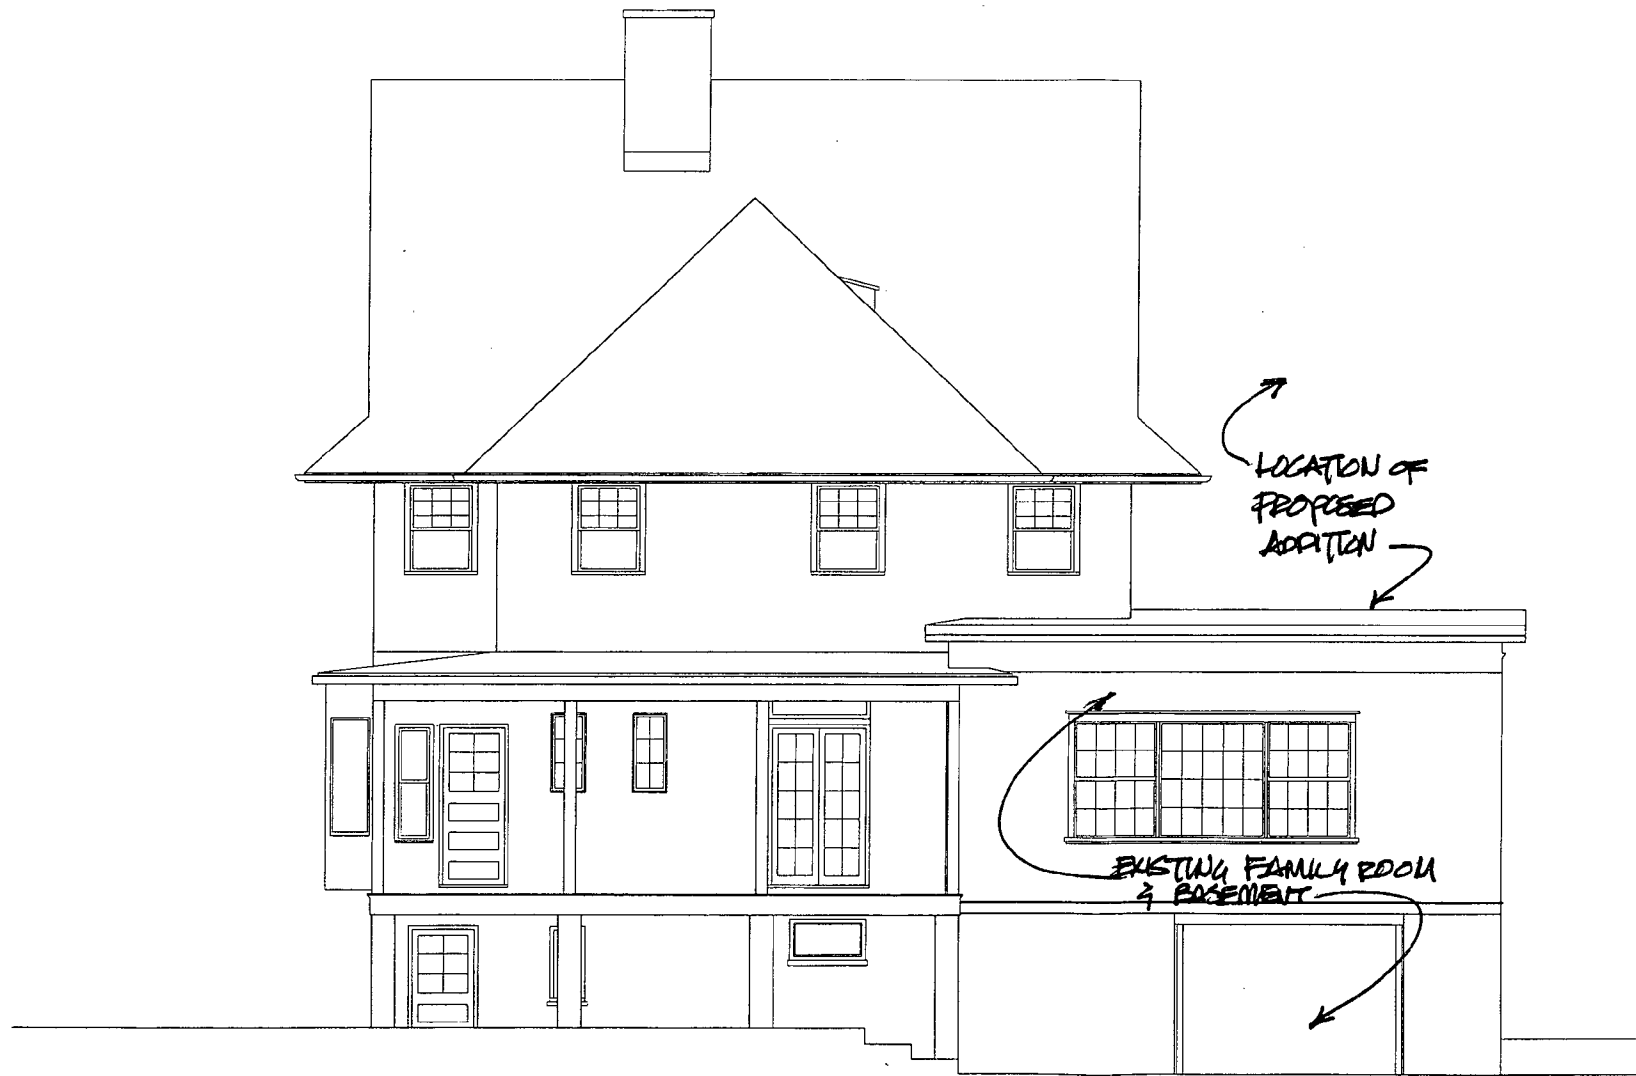 LOCATION OF
PROPOSED
ADDITION
EXISTING FAMILY ROOM
& BASEMENT